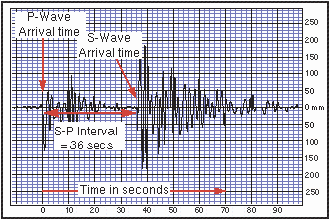 P-Wave
Arrival time
S-Wave
Arrival time
250
200
150
100
50
0 mm
50
100
150
200
250
S-P Interval
= 36 secs
Time in seconds
0 10 20 30 40 50 60 70 80 90